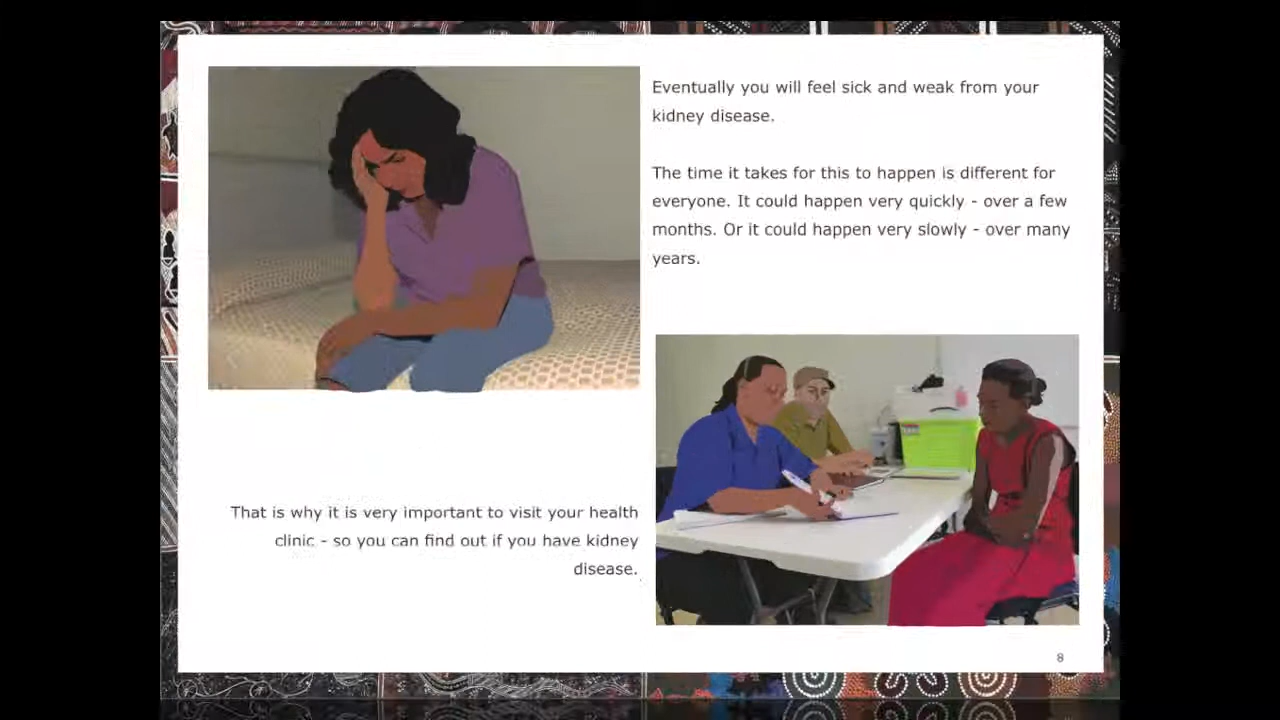 Eventually you will feel sick and weak from your
kidney disease.
The time it takes for this to happen is different for
everyone. It could happen very quickly - over a few
months. Or it could happen very slowly - over many
years.
That is why it is very important to visit your health
clinic - so you can find out if you have kidney
disease.
8